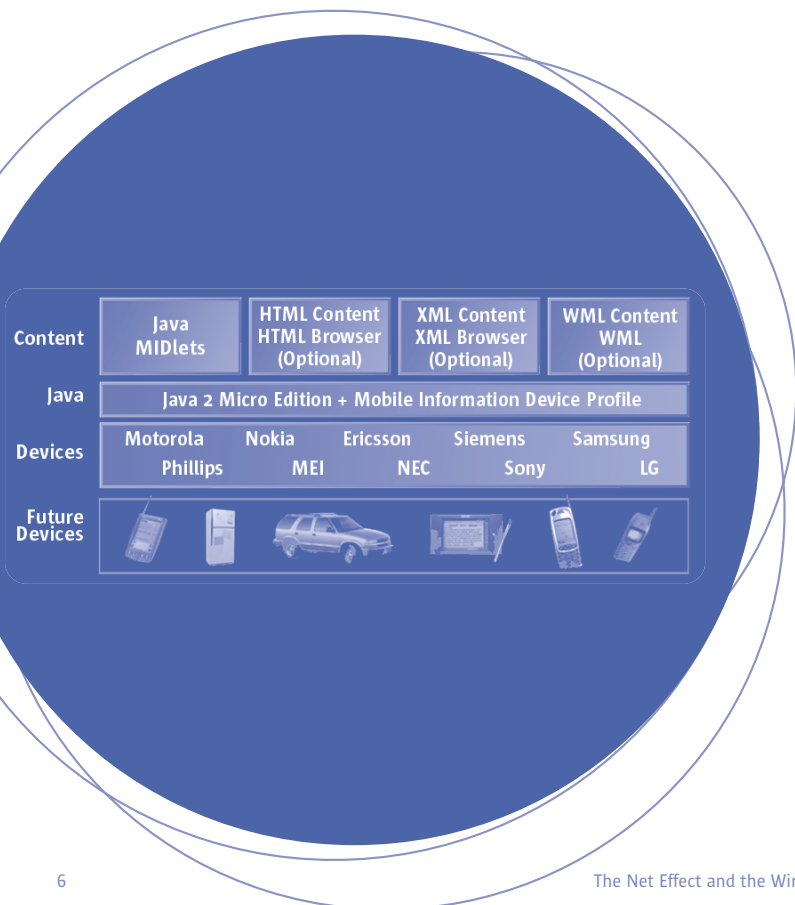 Content
Java
MIDlets
HTML Content
HTML Browser
(Optional)
XML Content
XML Browser
(Optional)
WML Content
WML
(Optional)
Java
Java 2 Micro Edition + Mobile Information Device Profile
Devices
Motorola Nokia Ericsson Siemens Samsung
Phillips MEI NEC Sony LG
Future
Devices
6
The Net Effect and the